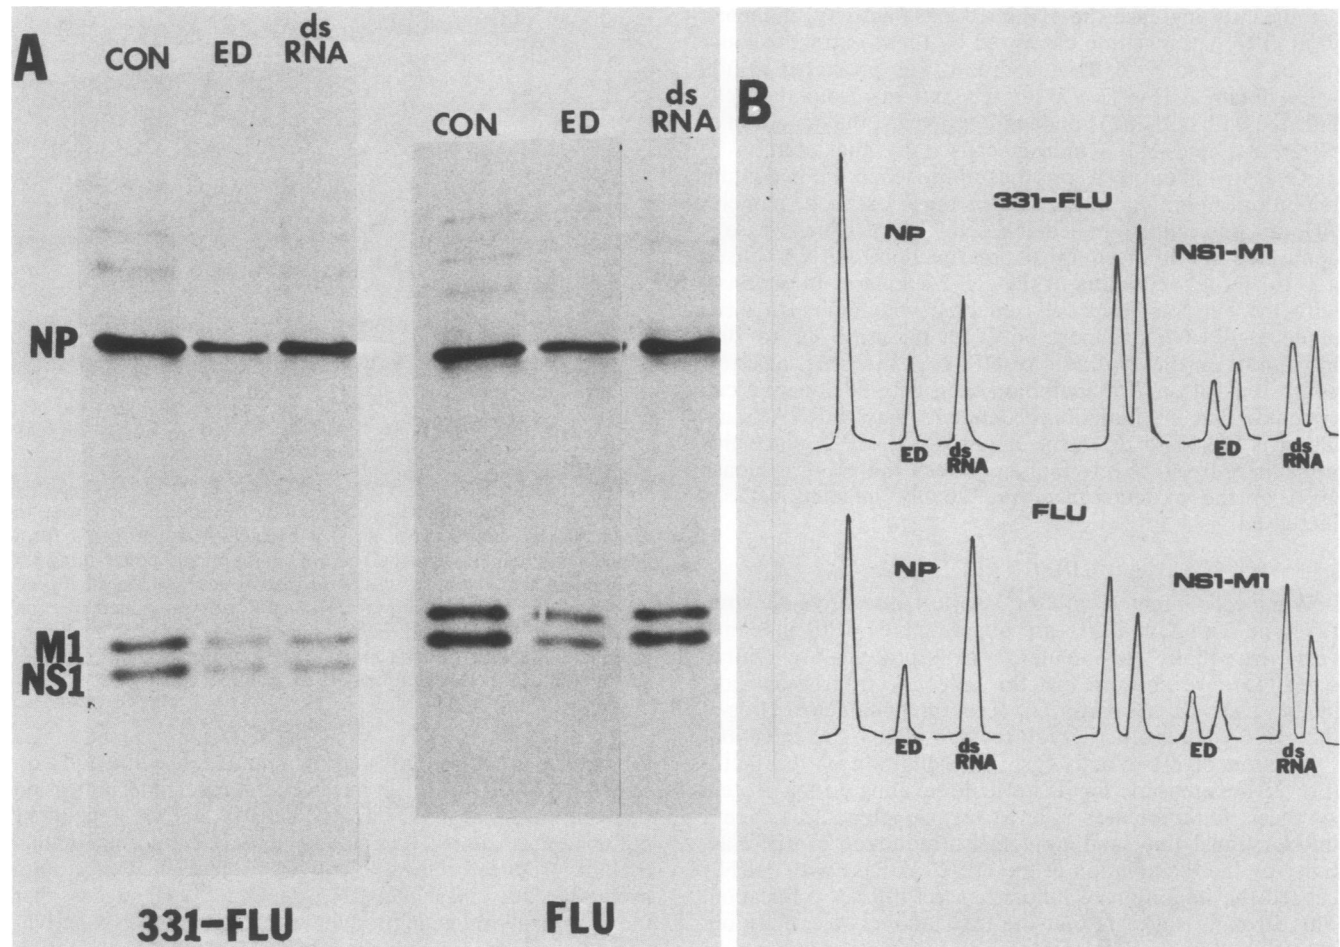 A
CON ED ds RNA
CON ED ds RNA
NP
M1
NS1
331-FLU FLU
B
331-FLU
NP NS1-M1
ED ds RNA ED ds RNA
FLU
NP NS1-M1
ED ds RNA ED ds RNA